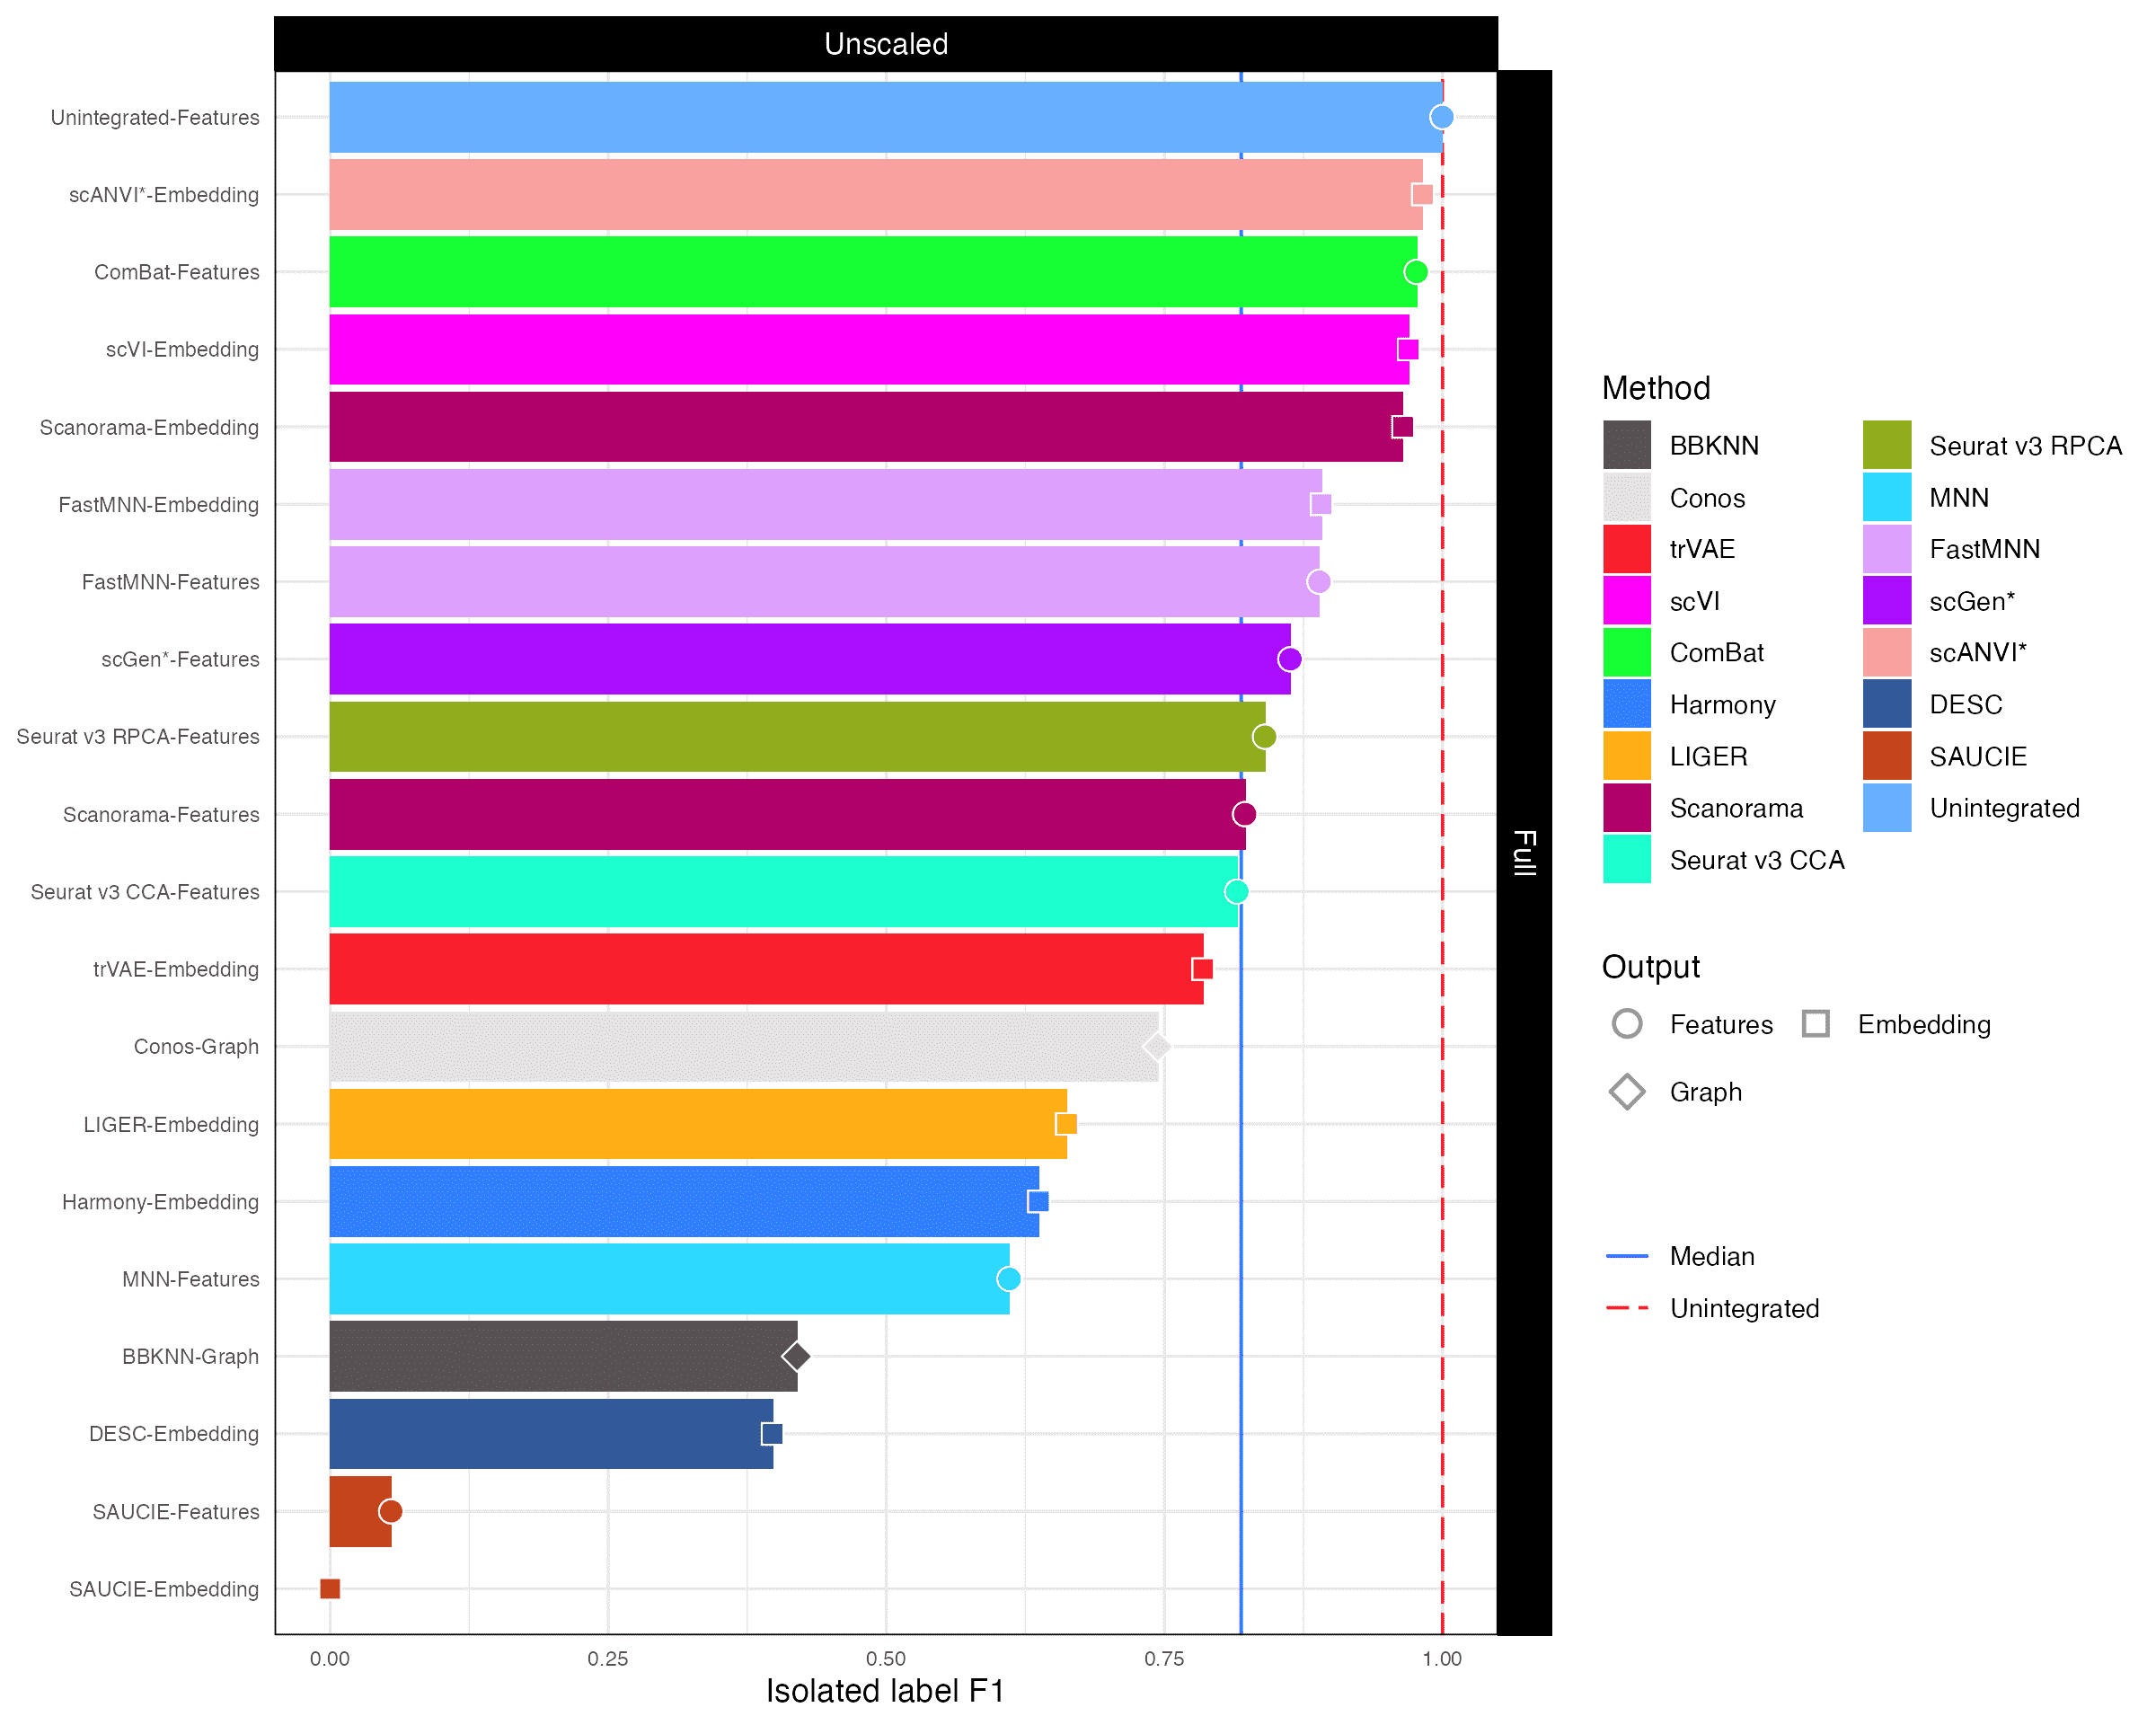 Unscaled
Unintegrated-Features
scANVI*-Embedding
ComBat-Features
scVI-Embedding
Scanorama-Embedding
FastMNN-Embedding
FastMNN-Features
scGen*-Features
Seurat v3 RPCA-Features
Scanorama-Features
Seurat v3 CCA-Features
trVAE-Embedding
Conos-Graph
LIGER-Embedding
Harmony-Embedding
MNN-Features
BBKNN-Graph
DESC-Embedding
SAUCIE-Features
SAUCIE-Embedding
0.00 0.25 0.50 0.75 1.00
Isolated label F1
Full
Method
BBKNN
Conos
trVAE
scVI
ComBat
Harmony
LIGER
Scanorama
Seurat v3 CCA
Seurat v3 RPCA
MNN
FastMNN
scGen*
scANVI*
DESC
SAUCIE
Unintegrated
Output
Features Embedding
Graph
Median
Unintegrated